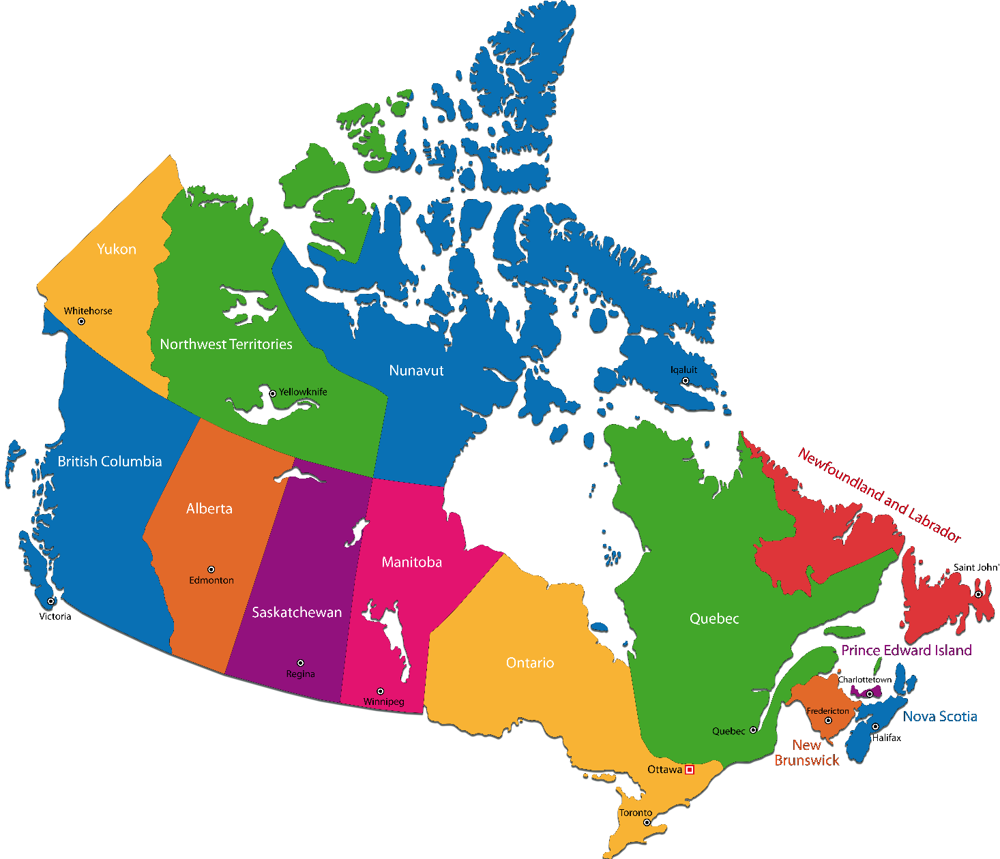 Yukon
Whitehorse
Northwest Territories
Yellowknife
Nunavut
Iqaluit
British Columbia
Victoria
Alberta
Edmonton
Saskatchewan
Regina
Manitoba
Winnipeg
Ontario
Ottawa
Toronto
Quebec
Quebec
Newfoundland and Labrador
Saint John'
Prince Edward Island
Charlottetown
Nova Scotia
Halifax
Fredericton
New
Brunswick